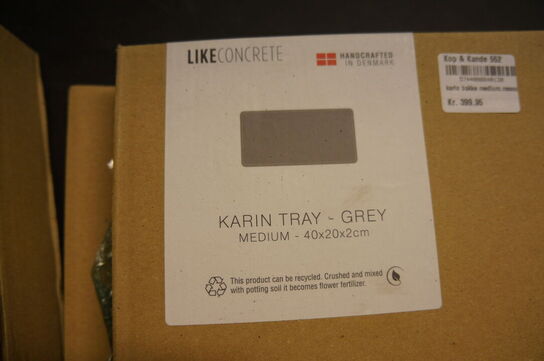 LIKECONCRETE
HANDCRAFTED
IN DENMARK
Kop & Kande 552
Kr. 399,95
KARIN TRAY - GREY
MEDIUM - 40x20x2cm
This product can be recycled. Crushed and mixed
with potting soil it becomes flower fertilizer.